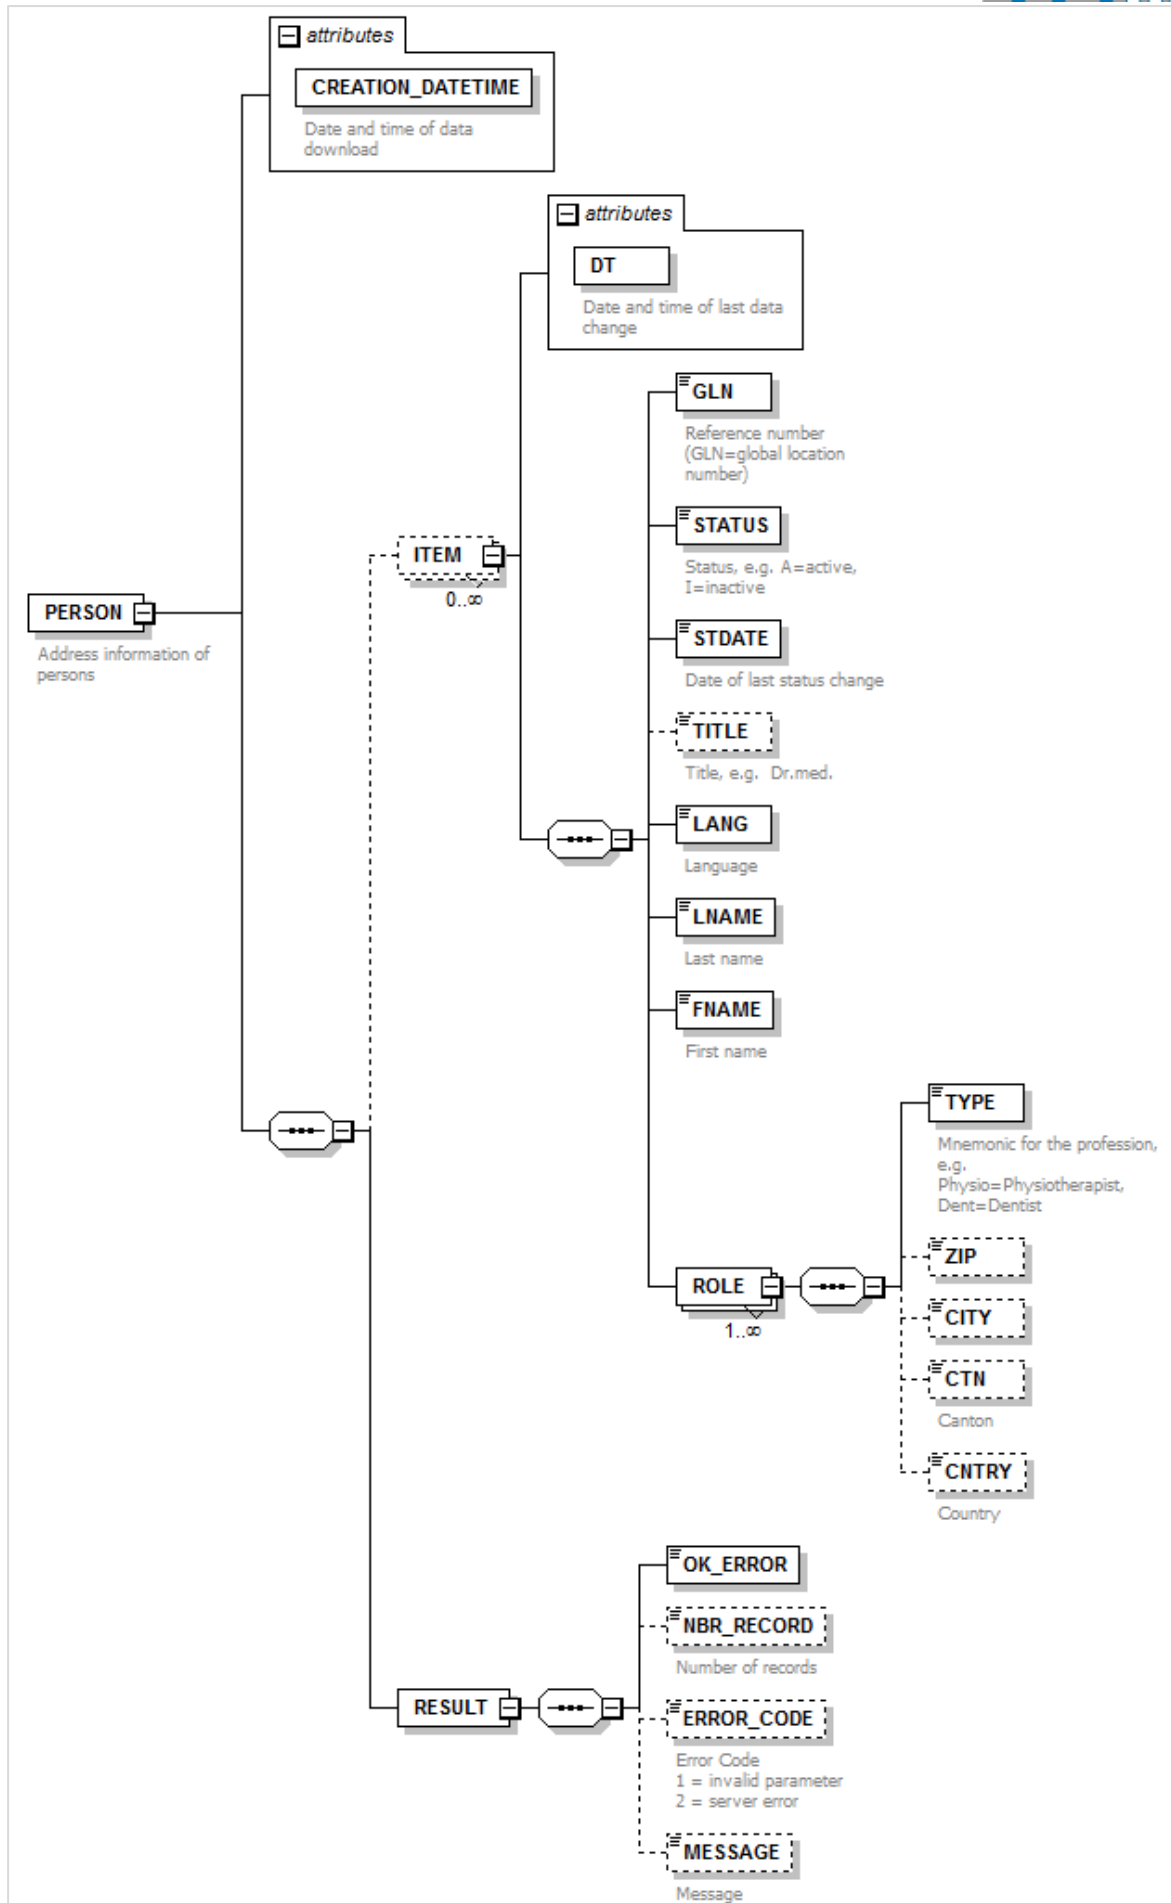 attributes
CREATION_DATETIME
Date and time of data
download
attributes
DT
Date and time of last data
change
GLN
Reference number
(GLN=global location
number)
STATUS
Status, e.g. A=active,
I=inactive
ITEM
0..∞
PERSON
Address information of
persons
STDATE
Date of last status change
TITLE
Title, e.g. Dr.med.
LANG
Language
LNAME
Last name
FNAME
First name
TYPE
Mnemonic for the profession,
e.g.
Physio=Physiotherapist,
Dent=Dentist
ZIP
ROLE
1..∞
CITY
CTN
Canton
CNTRY
Country
OK_ERROR
NBR_RECORD
Number of records
RESULT
ERROR_CODE
Error Code
1 = invalid parameter
2 = server error
MESSAGE
Message